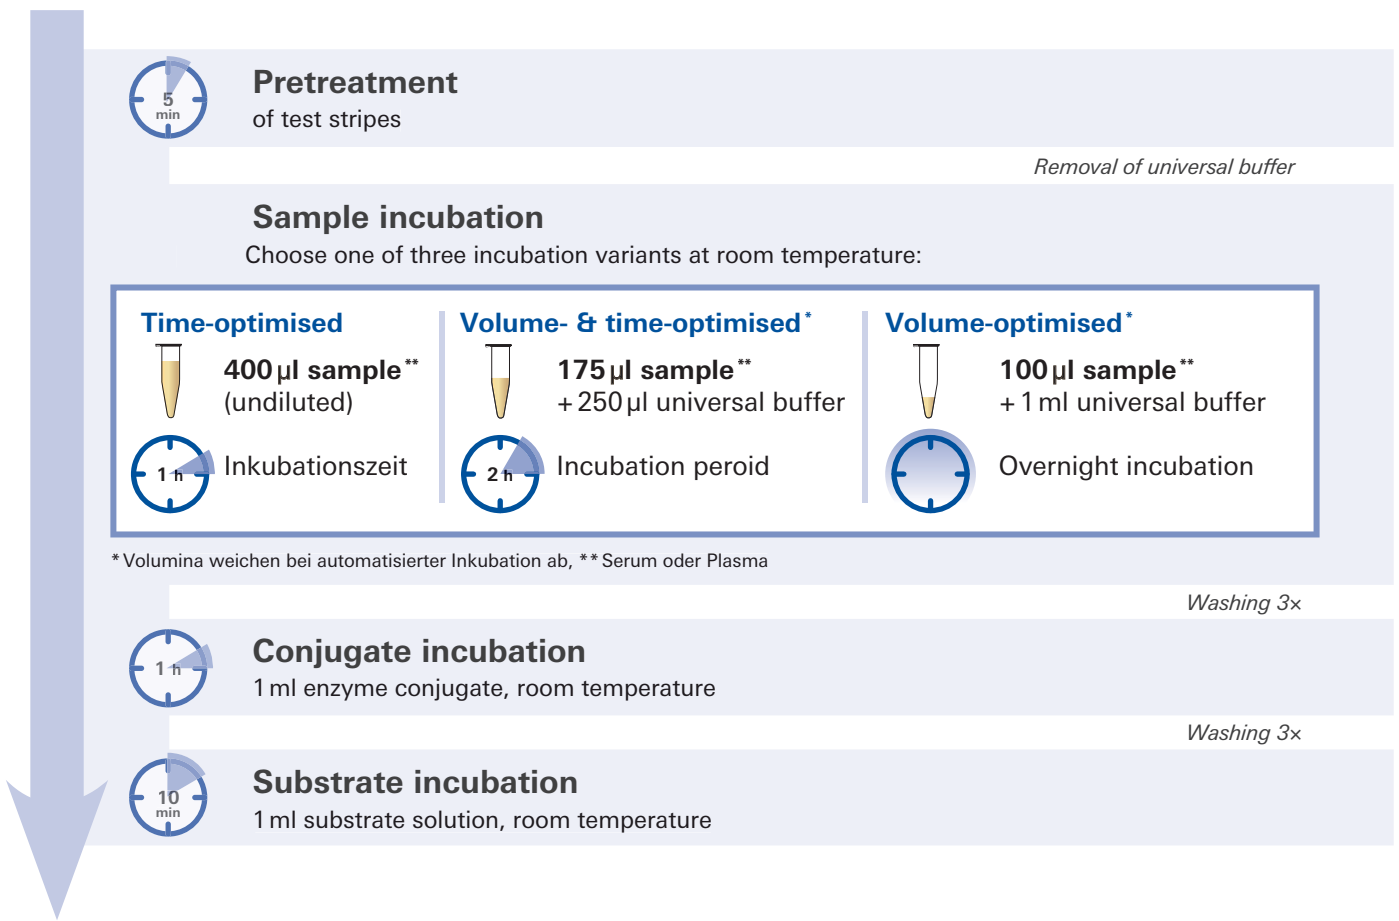 5
min
Pretreatment
of test stripes
Removal of universal buffer
Sample incubation
Choose one of three incubation variants at room temperature:
Time-optimised
400 µl sample**
(undiluted)
1 h
Inkubationszeit
Volume- & time-optimised*
175 µl sample**
+ 250 µl universal buffer
2 h
Incubation peroid
Volume-optimised*
100 µl sample**
+ 1 ml universal buffer
Overnight incubation
* Volumina weichen bei automatisierter Inkubation ab, ** Serum oder Plasma
Washing 3×
1 h
Conjugate incubation
1 ml enzyme conjugate, room temperature
Washing 3×
10
min
Substrate incubation
1 ml substrate solution, room temperature